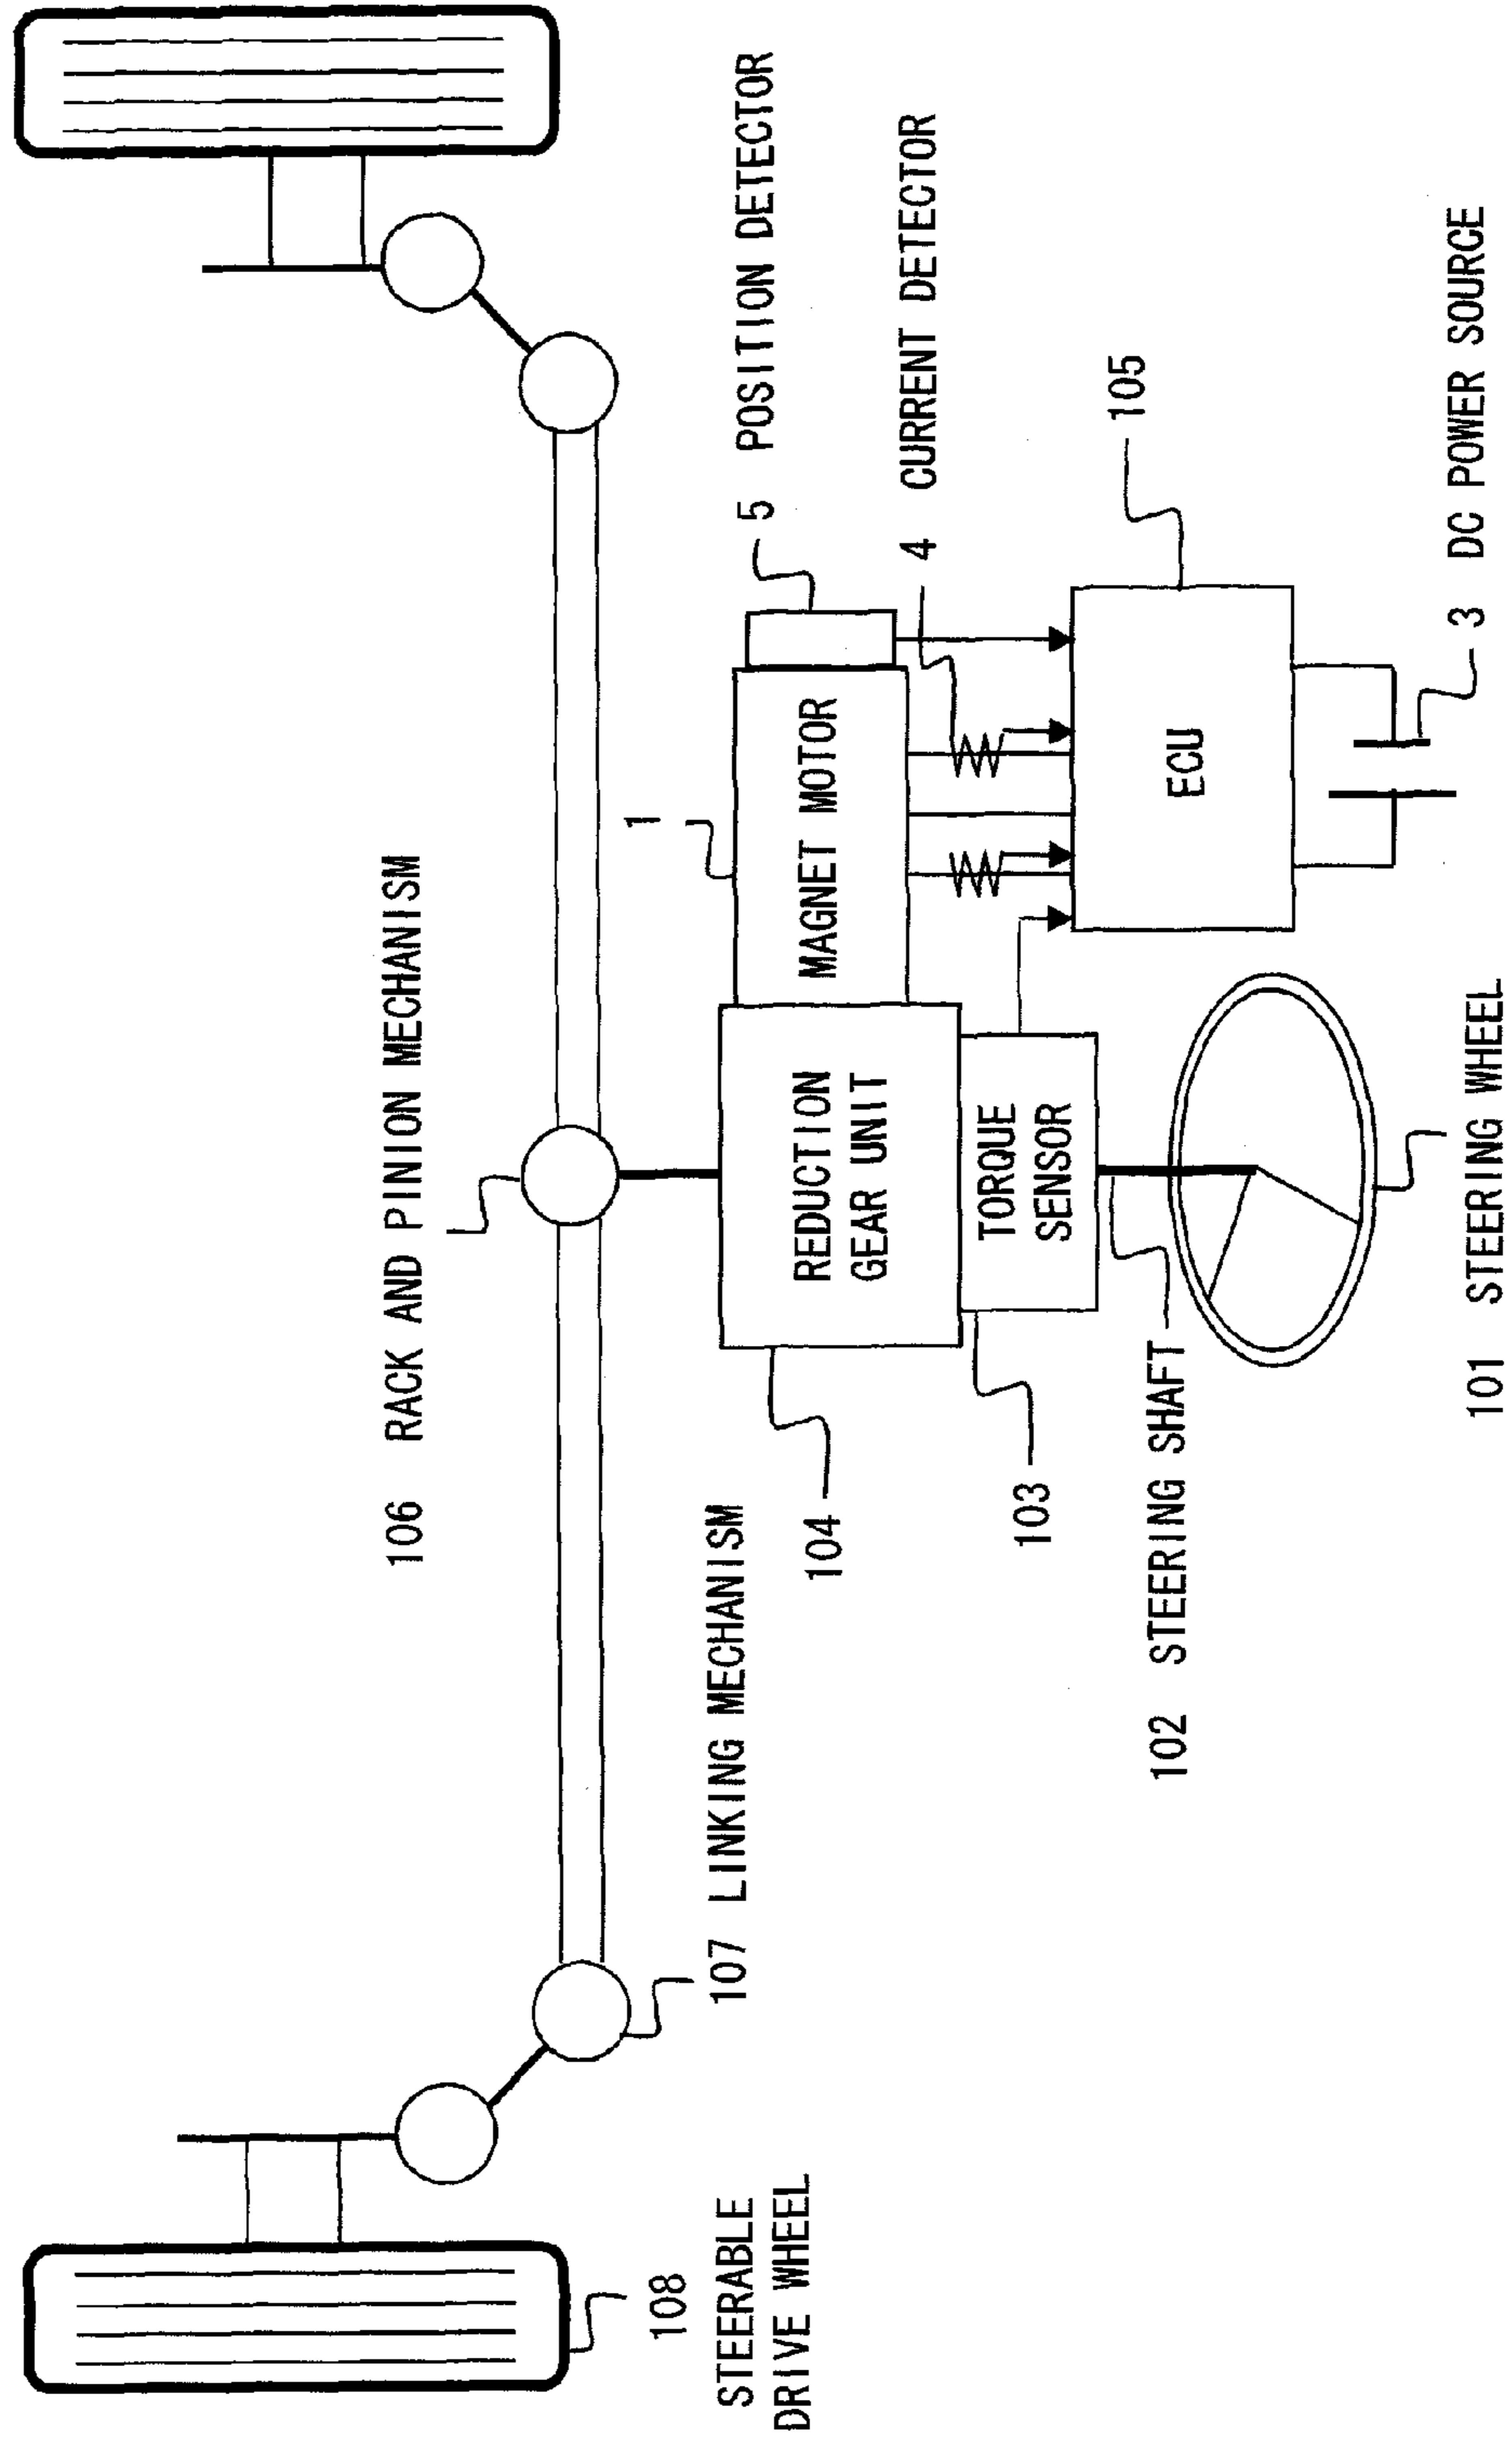 106 RACK AND PINION MECHANISM
107 LINKING MECHANISM
108
STEERABLE
DRIVE WHEEL
1
5 POSITION DETECTOR
MAGNET MOTOR
REDUCTION
GEAR UNIT
104
4 CURRENT DETECTOR
TORQUE
SENSOR
103
105
ECU
102 STEERING SHAFT
3 DC POWER SOURCE
101 STEERING WHEEL